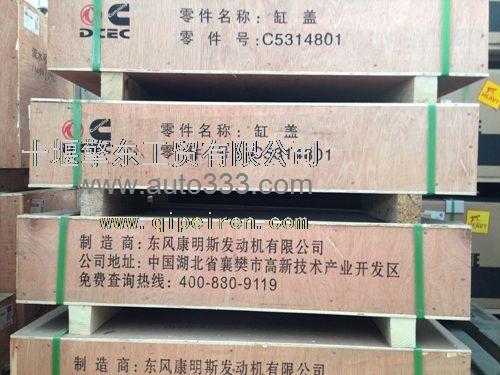 DCEC
零件名称: 缸盖
零 件 号: C5314801
零件名称: 缸盖
十堰擎东工贸有限公司
www.auto333.com
www.qipeiren.com
制 造 商: 东风康明斯发动机有限公司
公司地址: 中国湖北省襄樊市高新技术产业开发区
免费查询热线: 400-880-9119
制 造 商: 东风康明斯发动机有限公司
HEAVY